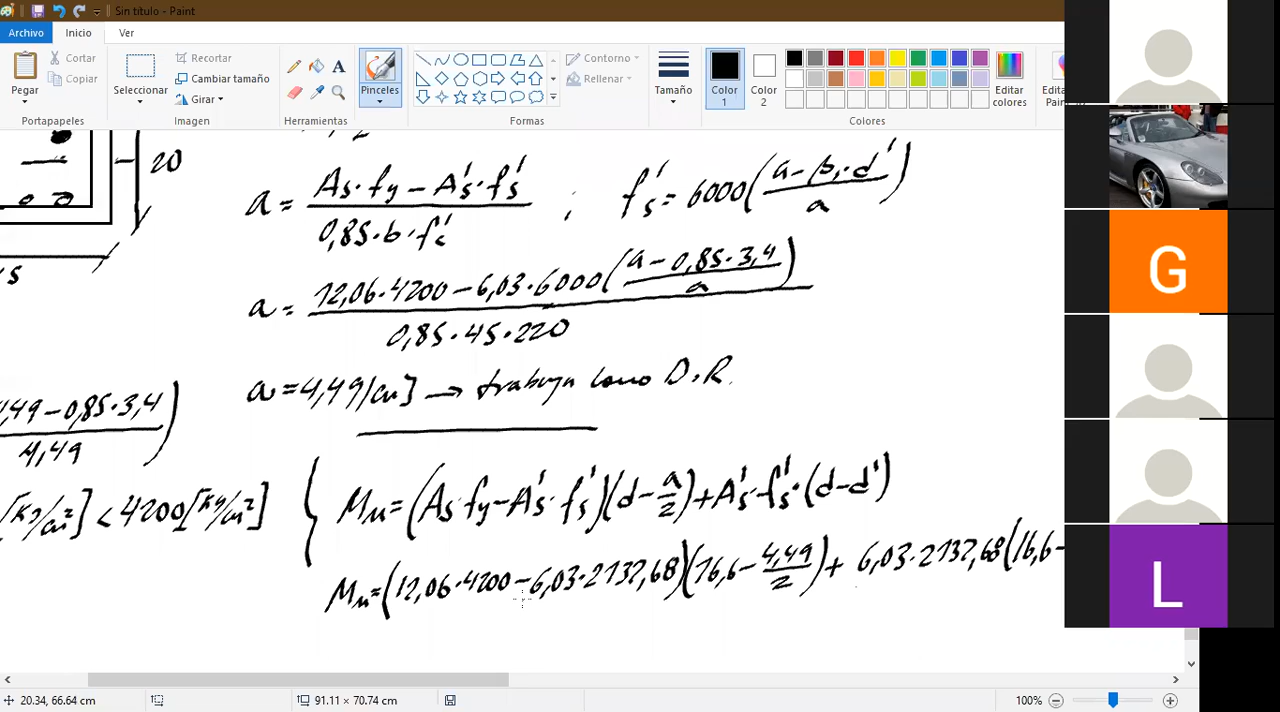 Sin título - Paint
Archivo Inicio Ver
Pegar
Cortar
Copiar
Portapapeles
Seleccionar
Recortar
Cambiar tamaño
Girar
Imagen
A
Herramientas
Pinceles
Contorno
Rellenar
Formas
Tamaño
Color 1
Color 2
Editar colores
Colores
20
a = As·fy - A's·f's / 0,85·b·f'c ; f's = 6000(a - β1·d' / a)
a = 12,06·4200 - 6,03·6000(a - 0,85·3,4 / a) / 0,85·45·220
a = 4,49[cm] → trabaja como D.R.
,49 - 0,85·3,4 / 4,49)
[Kg/cm²] < 4200[Kg/cm²]
Mn = (As·fy - A's·f's)(d - a/2) + A's·f's·(d - d')
Mn = (12,06·4200 - 6,03·2132,68)(16,6 - 4,49/2) + 6,03·2132,68(16,6 -
G
L
20.34, 66.64 cm
91.11 × 70.74 cm
100%